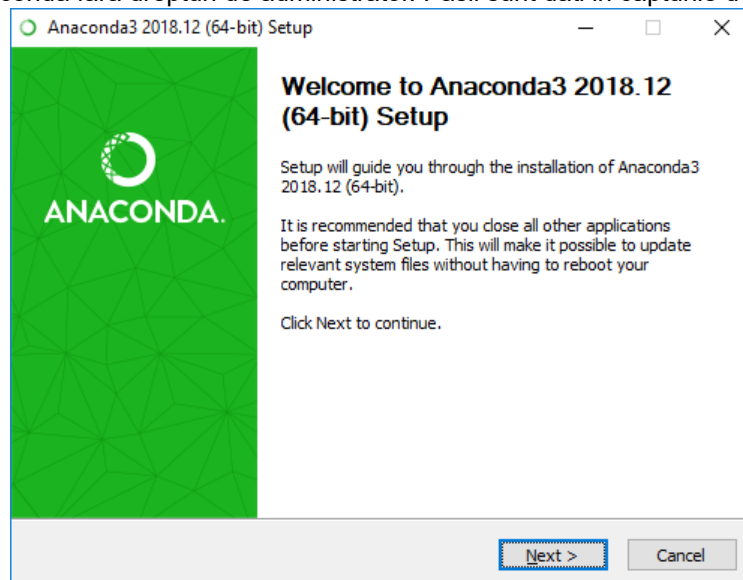 Anaconda3 2018.12 (64-bit) Setup
Welcome to Anaconda3 2018.12
(64-bit) Setup
Setup will guide you through the installation of Anaconda3
2018.12 (64-bit).
It is recommended that you close all other applications
before starting Setup. This will make it possible to update
relevant system files without having to reboot your
computer.
Click Next to continue.
ANACONDA.
Next >
Cancel